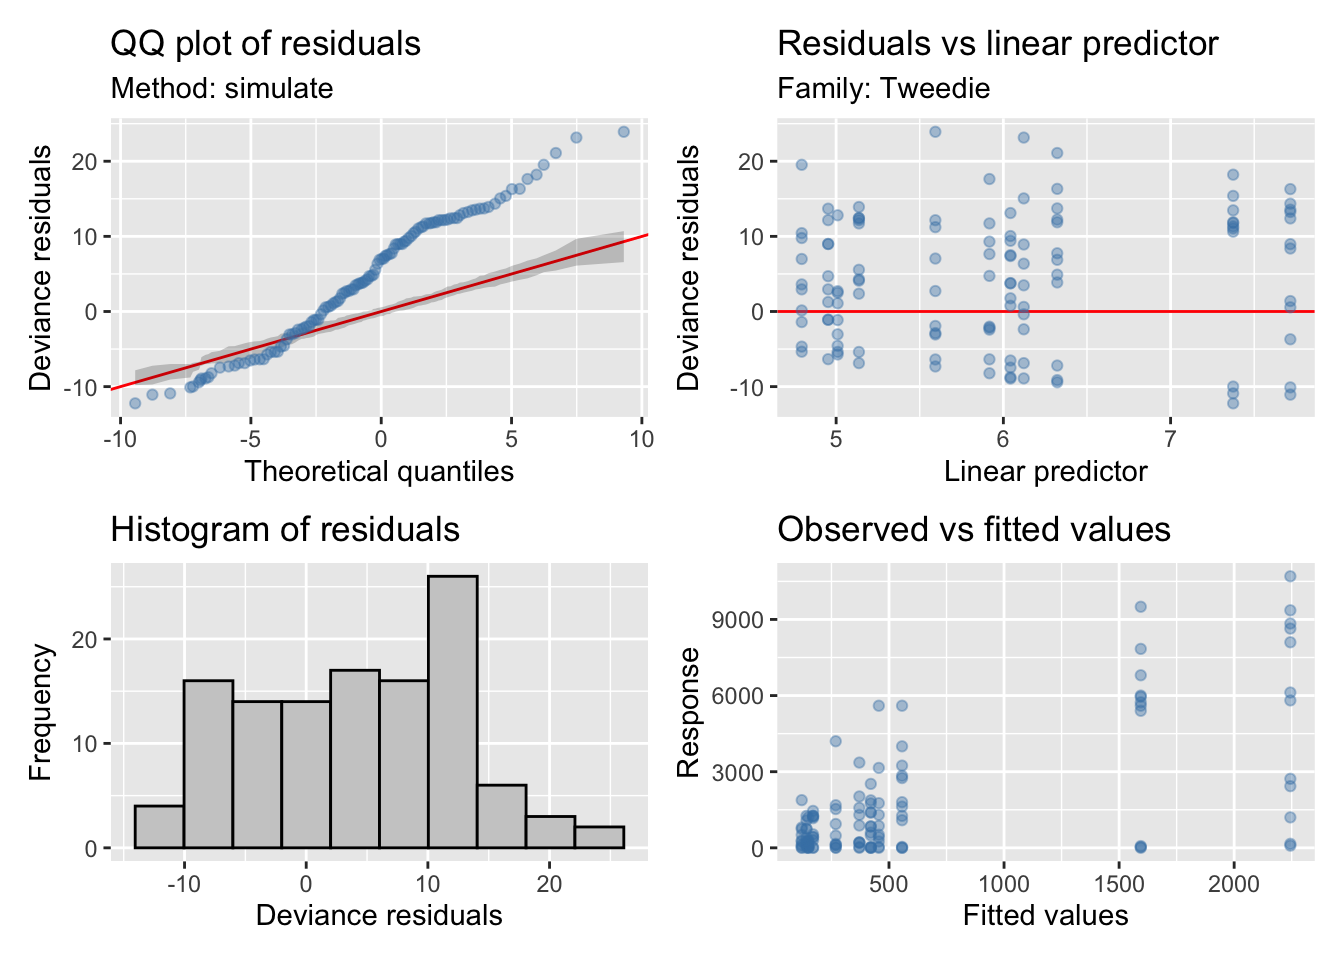 QQ plot of residuals
Method: simulate
Deviance residuals
20
10
0
-10
-10
-5
0
5
10
Theoretical quantiles
Residuals vs linear predictor
Family: Tweedie
Deviance residuals
20
10
0
-10
5
6
7
Linear predictor
Histogram of residuals
Frequency
20
10
0
-10
0
10
20
Deviance residuals
Observed vs fitted values
Response
9000
6000
3000
0
500
1000
1500
2000
Fitted values